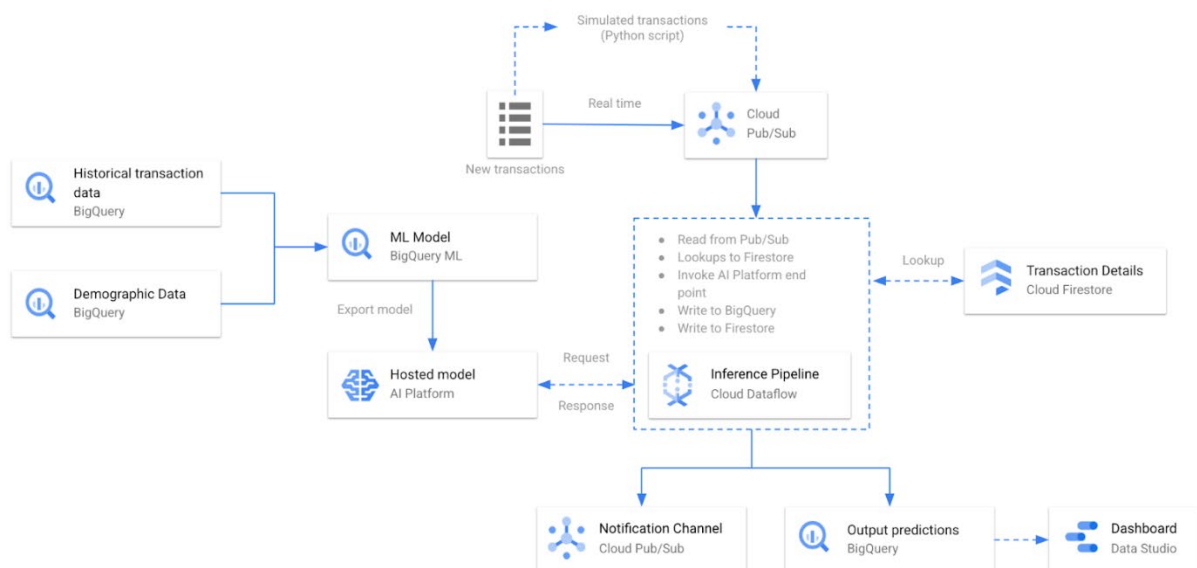 Simulated transactions
(Python script)
Real time
Cloud
Pub/Sub
New transactions
Historical transaction
data
BigQuery
ML Model
BigQuery ML
Demographic Data
BigQuery
Export model
Hosted model
AI Platform
Request
Response
● Read from Pub/Sub
● Lookups to Firestore
● Invoke AI Platform end
point
● Write to BigQuery
● Write to Firestore
Inference Pipeline
Cloud Dataflow
Lookup
Transaction Details
Cloud Firestore
Notification Channel
Cloud Pub/Sub
Output predictions
BigQuery
Dashboard
Data Studio